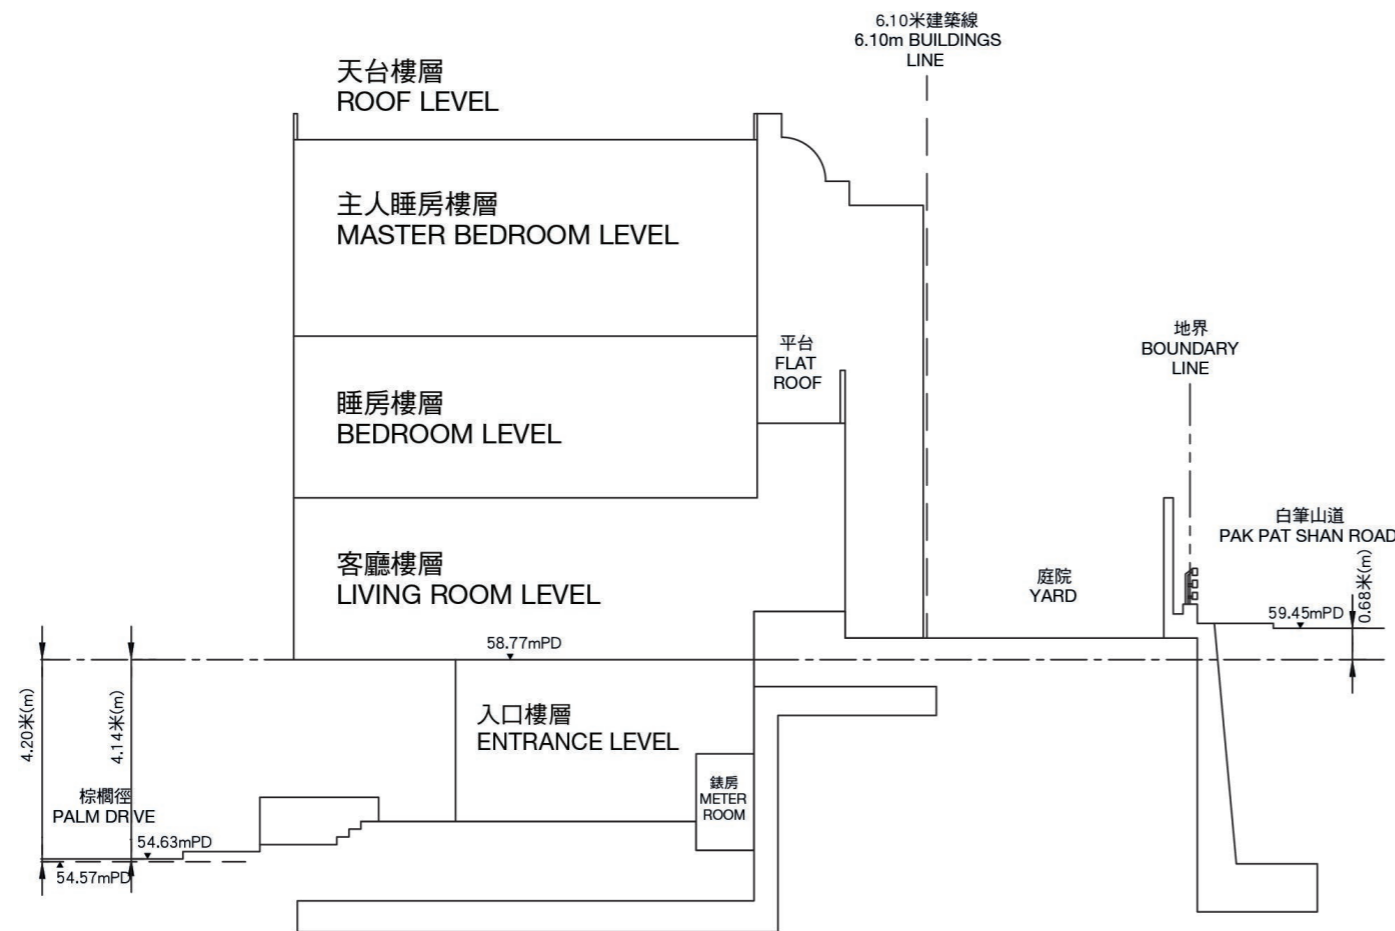 6.10米建築線
6.10m BUILDINGS
LINE
天台樓層
ROOF LEVEL
主人睡房樓層
MASTER BEDROOM LEVEL
平台
FLAT
ROOF
地界
BOUNDARY
LINE
睡房樓層
BEDROOM LEVEL
白筆山道
PAK PAT SHAN ROAD
客廳樓層
LIVING ROOM LEVEL
庭院
YARD
59.45mPD
0.68米(m)
58.77mPD
4.20米(m)
4.14米(m)
入口樓層
ENTRANCE LEVEL
錶房
METER
ROOM
棕櫚徑
PALM DRIVE
54.63mPD
54.57mPD